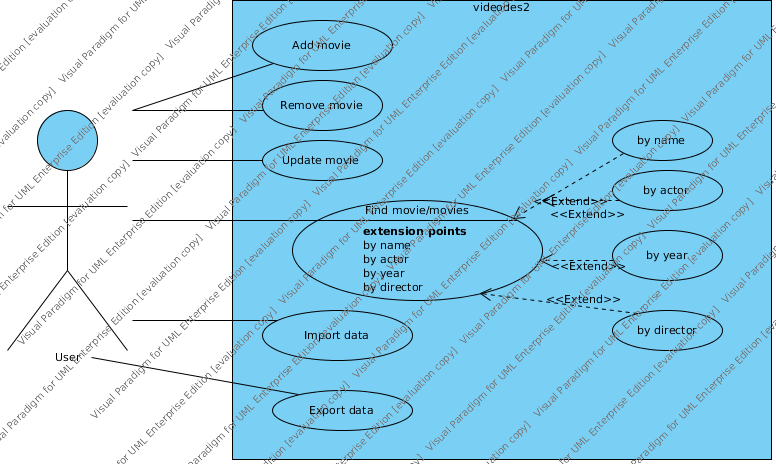 videodes2
Add movie
Remove movie
Update movie
Find movie/movies
extension points
by name
by actor
by year
by director
Import data
Export data
User
by name
by actor
by year
by director
<<Extend>>
<<Extend>>
<<Extend>>
<<Extend>>
Visual Paradigm for UML Enterprise Edition [evaluation copy]